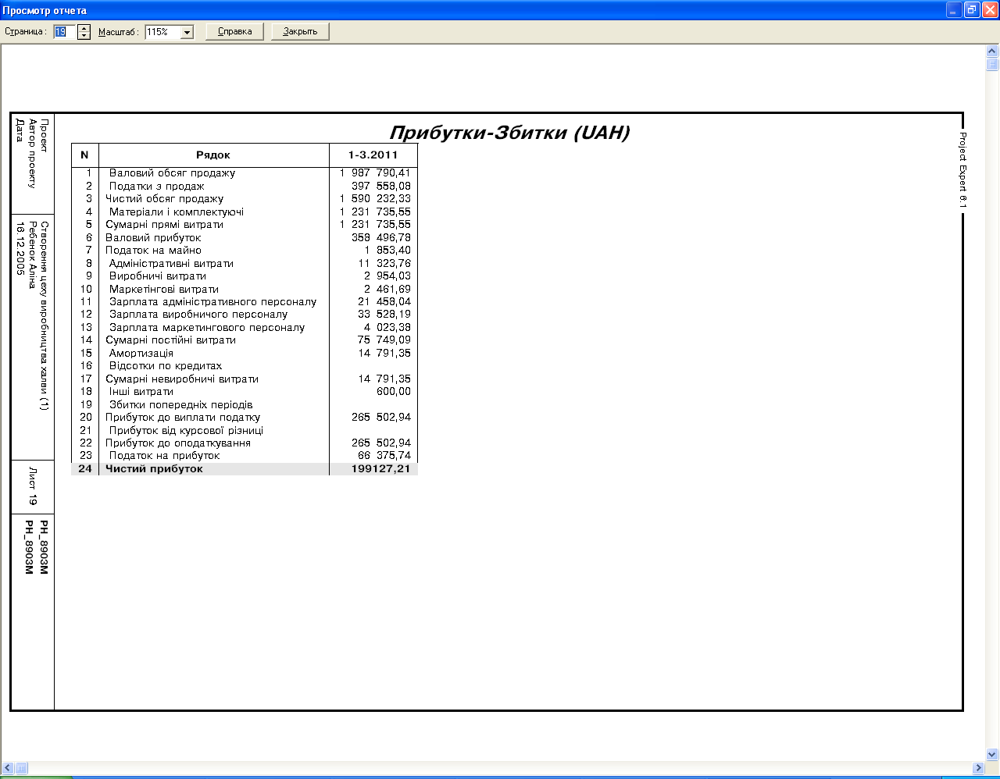 Просмотр отчета
Страница : 19 Масштаб : 115% Справка Закрыть
Прибутки-Збитки (UAH)
N Рядок 1-3.2011
1 Валовий обсяг продажу 1 987 790,41
2 Податки з продаж 397 558,08
3 Чистий обсяг продажу 1 590 232,33
4 Матеріали і комплектуючі 1 231 735,55
5 Сумарні прямі витрати 1 231 735,55
6 Валовий прибуток 358 496,78
7 Податок на майно 1 853,40
8 Адміністративні витрати 11 323,76
9 Виробничі витрати 2 954,03
10 Маркетінгові витрати 2 461,69
11 Зарплата адміністративного персоналу 21 458,04
12 Зарплата виробничого персоналу 33 528,19
13 Зарплата маркетингового персоналу 4 023,38
14 Сумарні постійні витрати 75 749,09
15 Амортизація 14 791,35
16 Відсотки по кредитах
17 Сумарні невиробничі витрати 14 791,35
18 Інші витрати 600,00
19 Збитки попередніх періодів
20 Прибуток до виплати податку 265 502,94
21 Прибуток від курсової різниці
22 Прибуток до оподаткування 265 502,94
23 Податок на прибуток 66 375,74
24 Чистий прибуток 199127,21
Проект
Автор проекту
Дата
Створення цеху виробництва халви (1)
Ребенок Аліна
16.12.2005
Лист 19
PH_8903M
PH_8903M
Project Expert 6.1